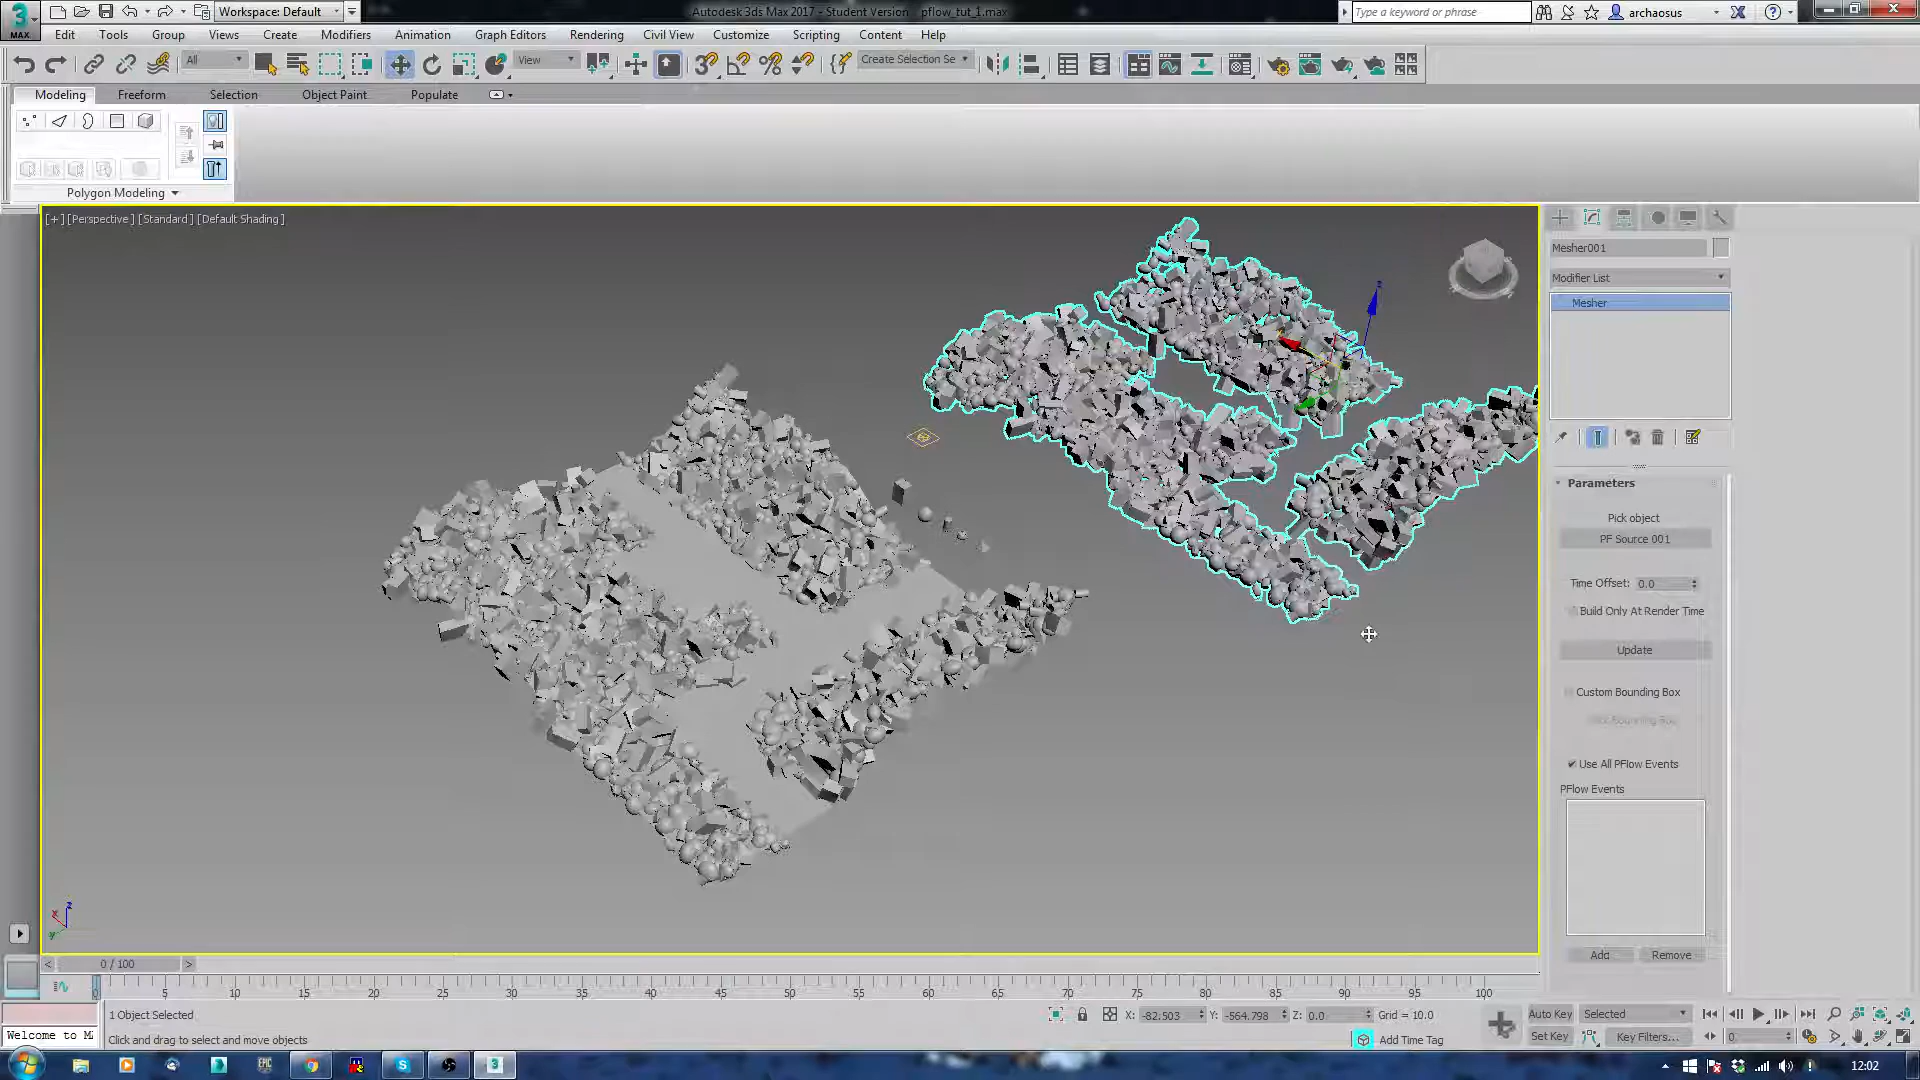 Workspace: Default
Autodesk 3ds Max 2017 - Student Version   pflow_tut_1.max
Type a keyword or phrase
archaosus
MAX
Edit Tools Group Views Create Modifiers Animation Graph Editors Rendering Civil View Customize Scripting Content Help
All
View
Create Selection Se
Modeling Freeform Selection Object Paint Populate
Polygon Modeling
[+] [Perspective] [Standard] [Default Shading]
Mesher001
Modifier List
Mesher
Parameters
Pick object
PF Source 001
Time Offset: 0.0
Build Only At Render Time
Update
Custom Bounding Box
Use All PFlow Events
PFlow Events
Add Remove
z
x
y
< 0 / 100 >
0 5 10 15 20 25 30 35 40 45 50 55 60 65 70 75 80 85 90 95 100
1 Object Selected
X: -82.503 Y: -564.798 Z: 0.0 Grid = 10.0
Auto Key Selected
Welcome to M
Click and drag to select and move objects
Add Time Tag
Set Key Key Filters... 0
EPIC
12:02